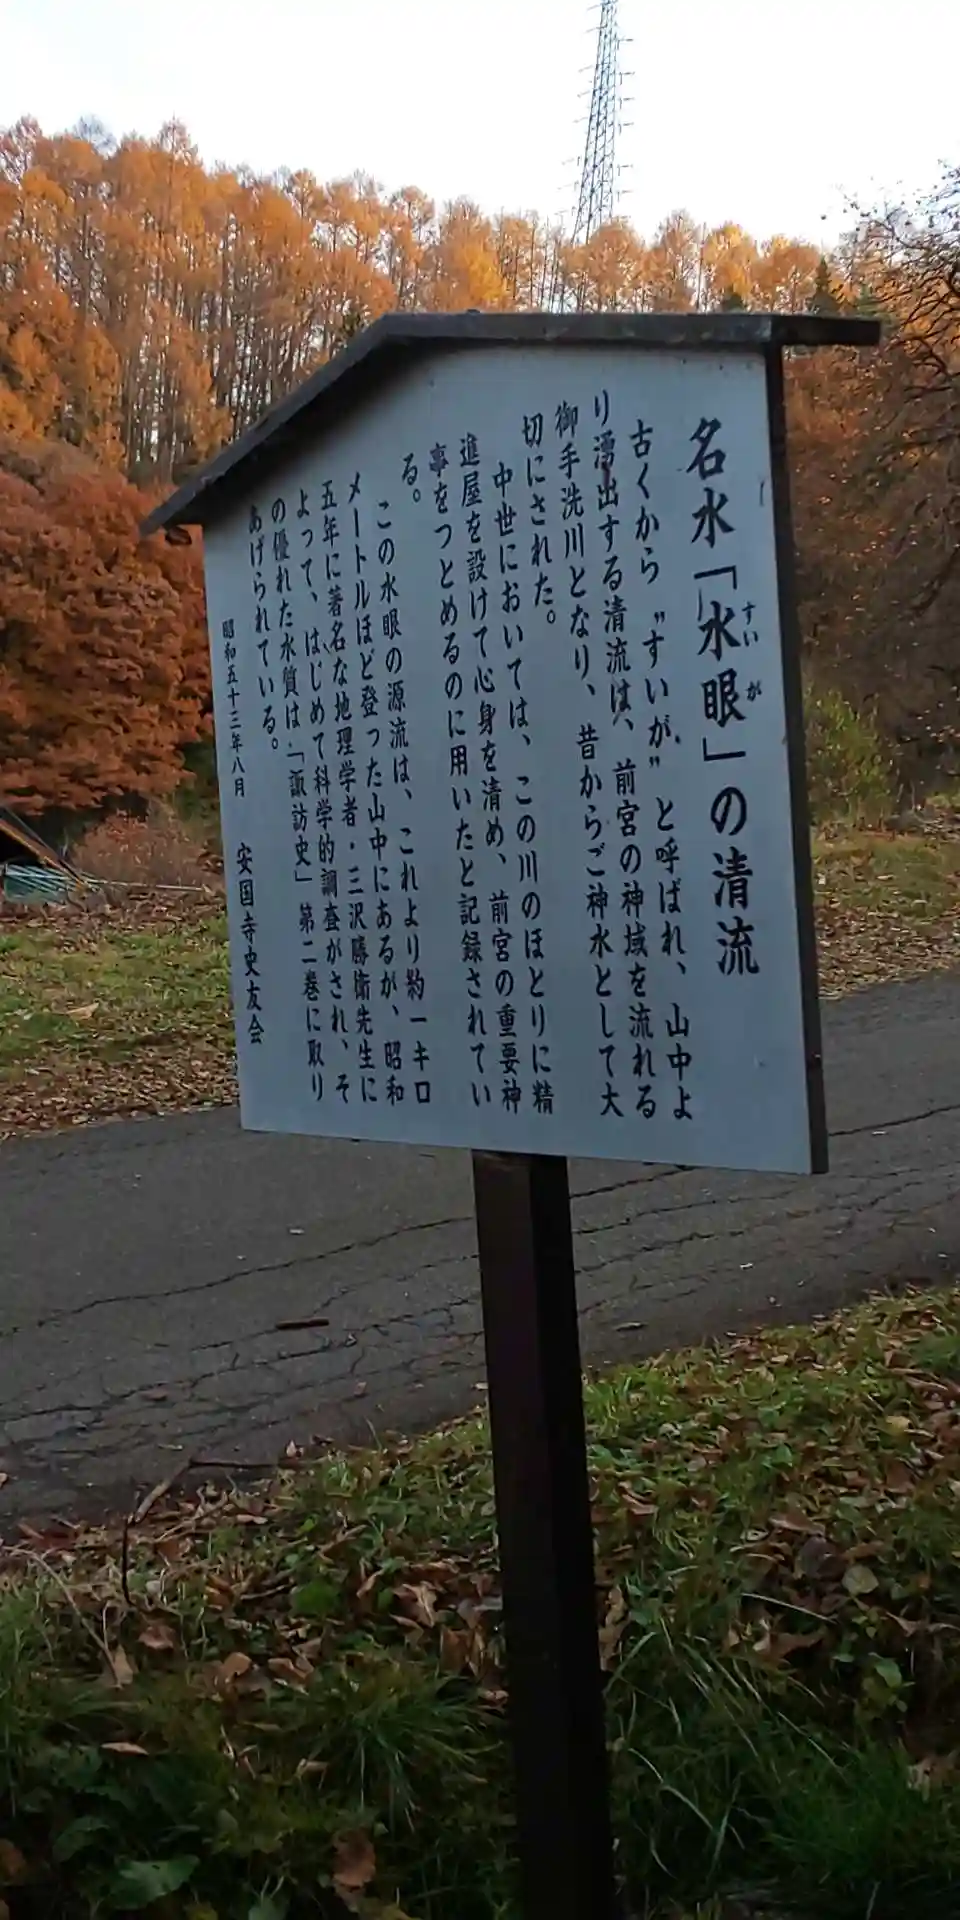 名水「水眼」の清流
すいが
古くから〝すいが〟と呼ばれ、山中よ
り湧出する清流は、前宮の神域を流れる
御手洗川となり、昔からご神水として大
切にされた。
中世においては、この川のほとりに精
進屋を設けて心身を清め、前宮の重要神
事をつとめるのに用いたと記録されてい
る。
この水眼の源流は、これより約一キロ
メートルほど登った山中にあるが、昭和
五年に著名な地理学者・三沢勝衛先生に
よって、はじめて科学的調査がされ、そ
の優れた水質は「諏訪史」第二巻に取り
あげられている。
昭和五十三年八月 安国寺史友会